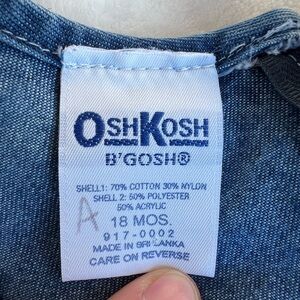 OSHKOSH
B'GOSH®
SHELL1: 70% COTTON 30% NYLON
SHELL 2: 50% POLYESTER
50% ACRYLIC
A
18 MOS.
917-0002
MADE IN SRI LANKA
CARE ON REVERSE